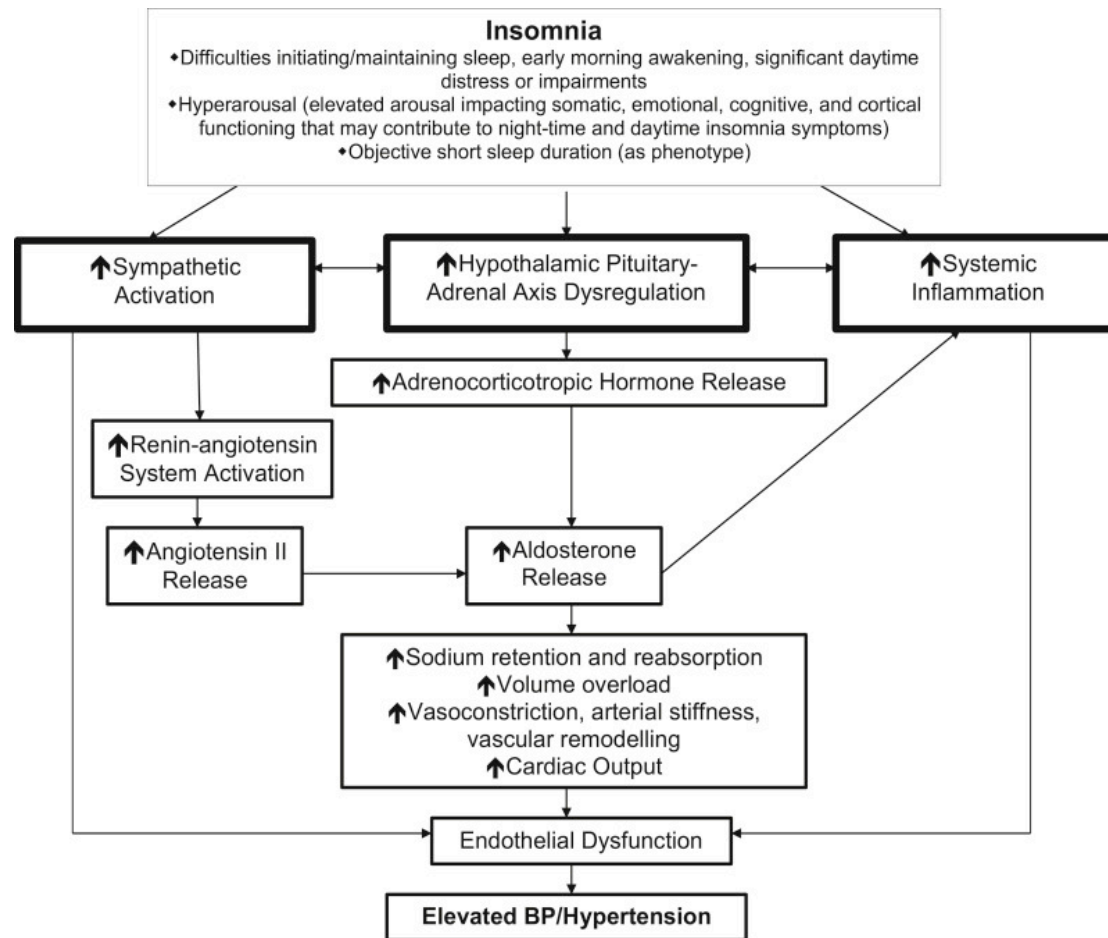 Insomnia
◆Difficulties initiating/maintaining sleep, early morning awakening, significant daytime
distress or impairments
◆Hyperarousal (elevated arousal impacting somatic, emotional, cognitive, and cortical
functioning that may contribute to night-time and daytime insomnia symptoms)
◆Objective short sleep duration (as phenotype)
↑Sympathetic
Activation
↑Hypothalamic Pituitary-
Adrenal Axis Dysregulation
↑Systemic
Inflammation
↑Adrenocorticotropic Hormone Release
↑Renin-angiotensin
System Activation
↑Angiotensin II
Release
↑Aldosterone
Release
↑Sodium retention and reabsorption
↑Volume overload
↑Vasoconstriction, arterial stiffness,
vascular remodelling
↑Cardiac Output
Endothelial Dysfunction
Elevated BP/Hypertension